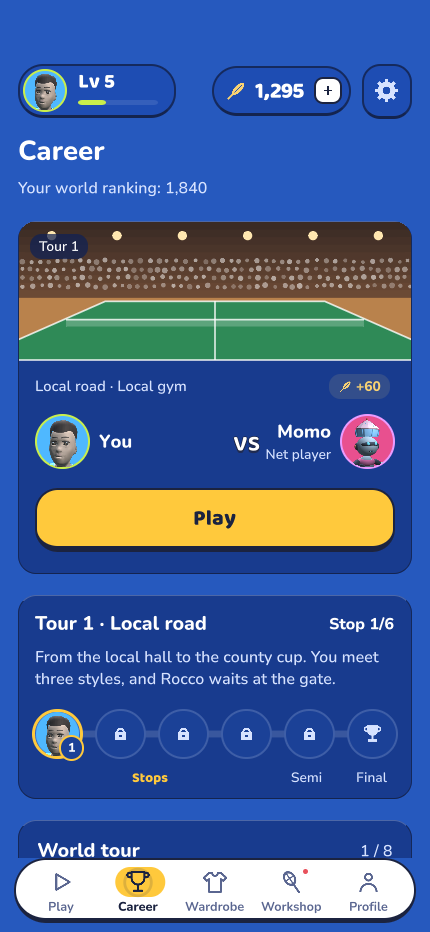 Lv 5
1,295
+
Career
Your world ranking: 1,840
Tour 1
Local road · Local gym
+60
You
VS
Momo
Net player
Play
Tour 1 · Local road
Stop 1/6
From the local hall to the county cup. You meet
three styles, and Rocco waits at the gate.
1
Stops
Semi
Final
World tour
1 / 8
Play
Career
Wardrobe
Workshop
Profile